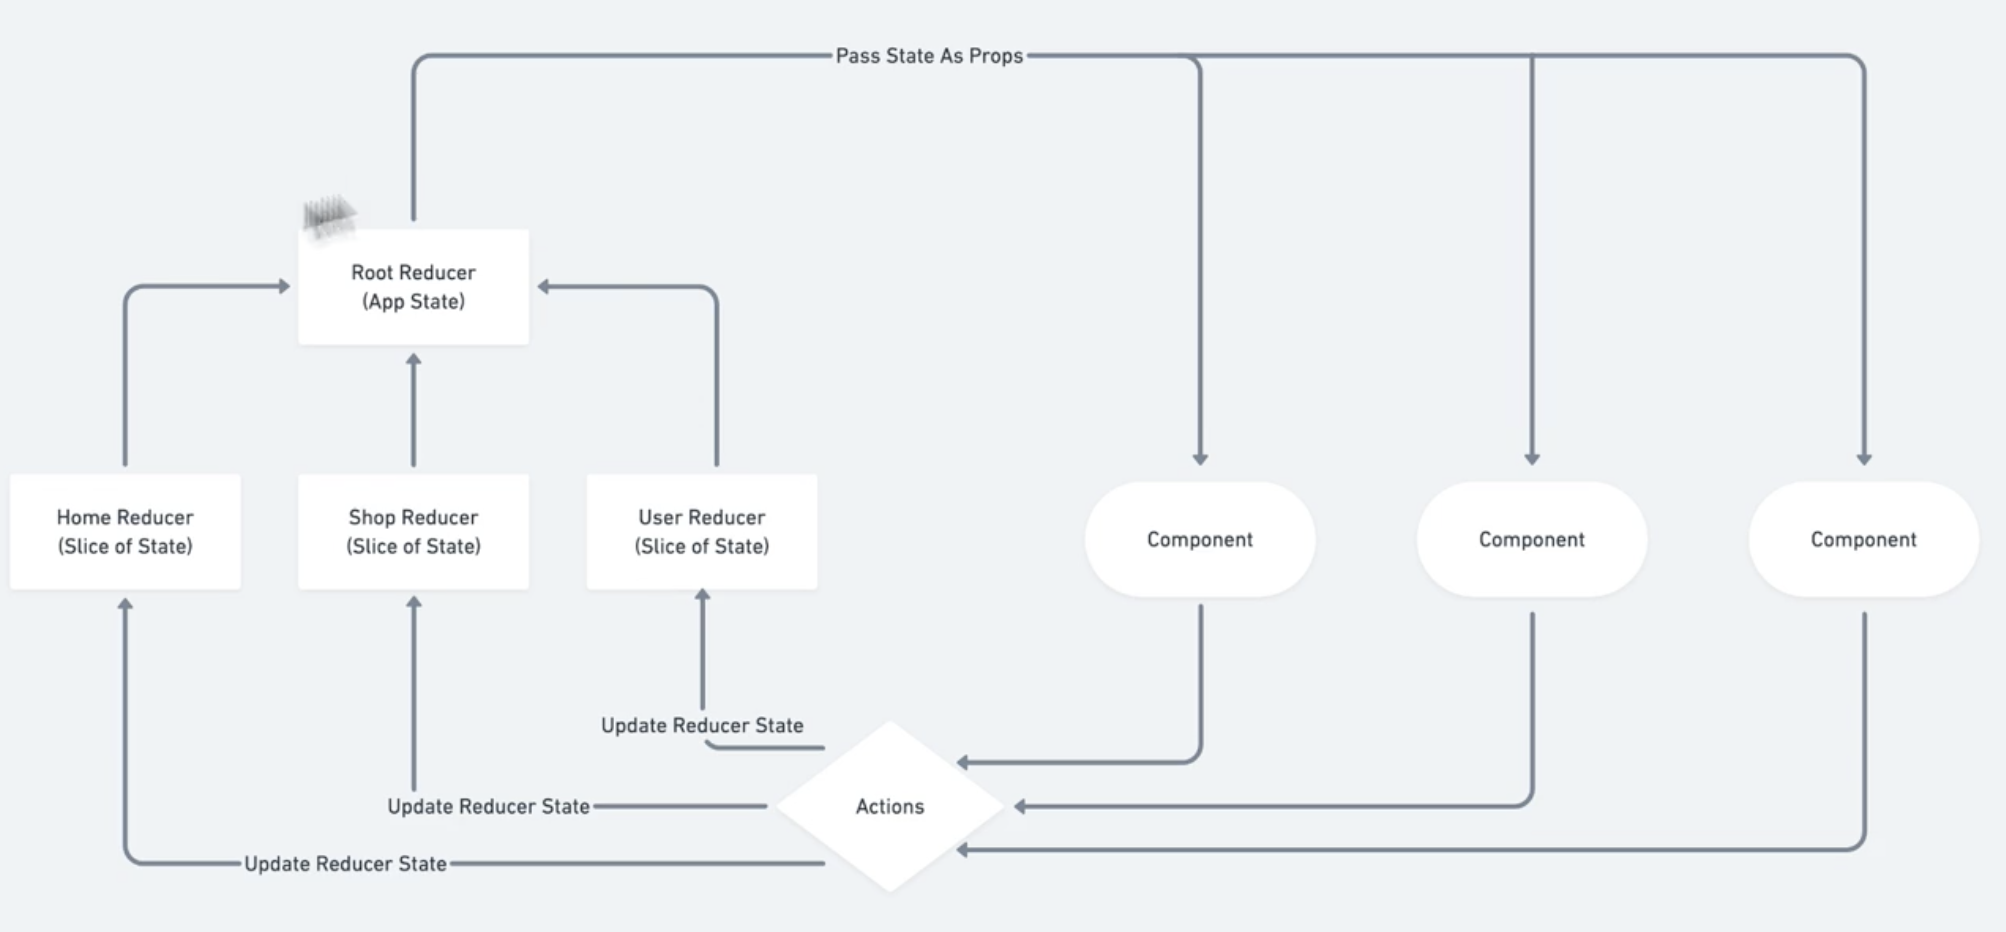 Pass State As Props
Root Reducer
(App State)
Home Reducer
(Slice of State)
Shop Reducer
(Slice of State)
User Reducer
(Slice of State)
Component
Component
Component
Update Reducer State
Update Reducer State
Actions
Update Reducer State